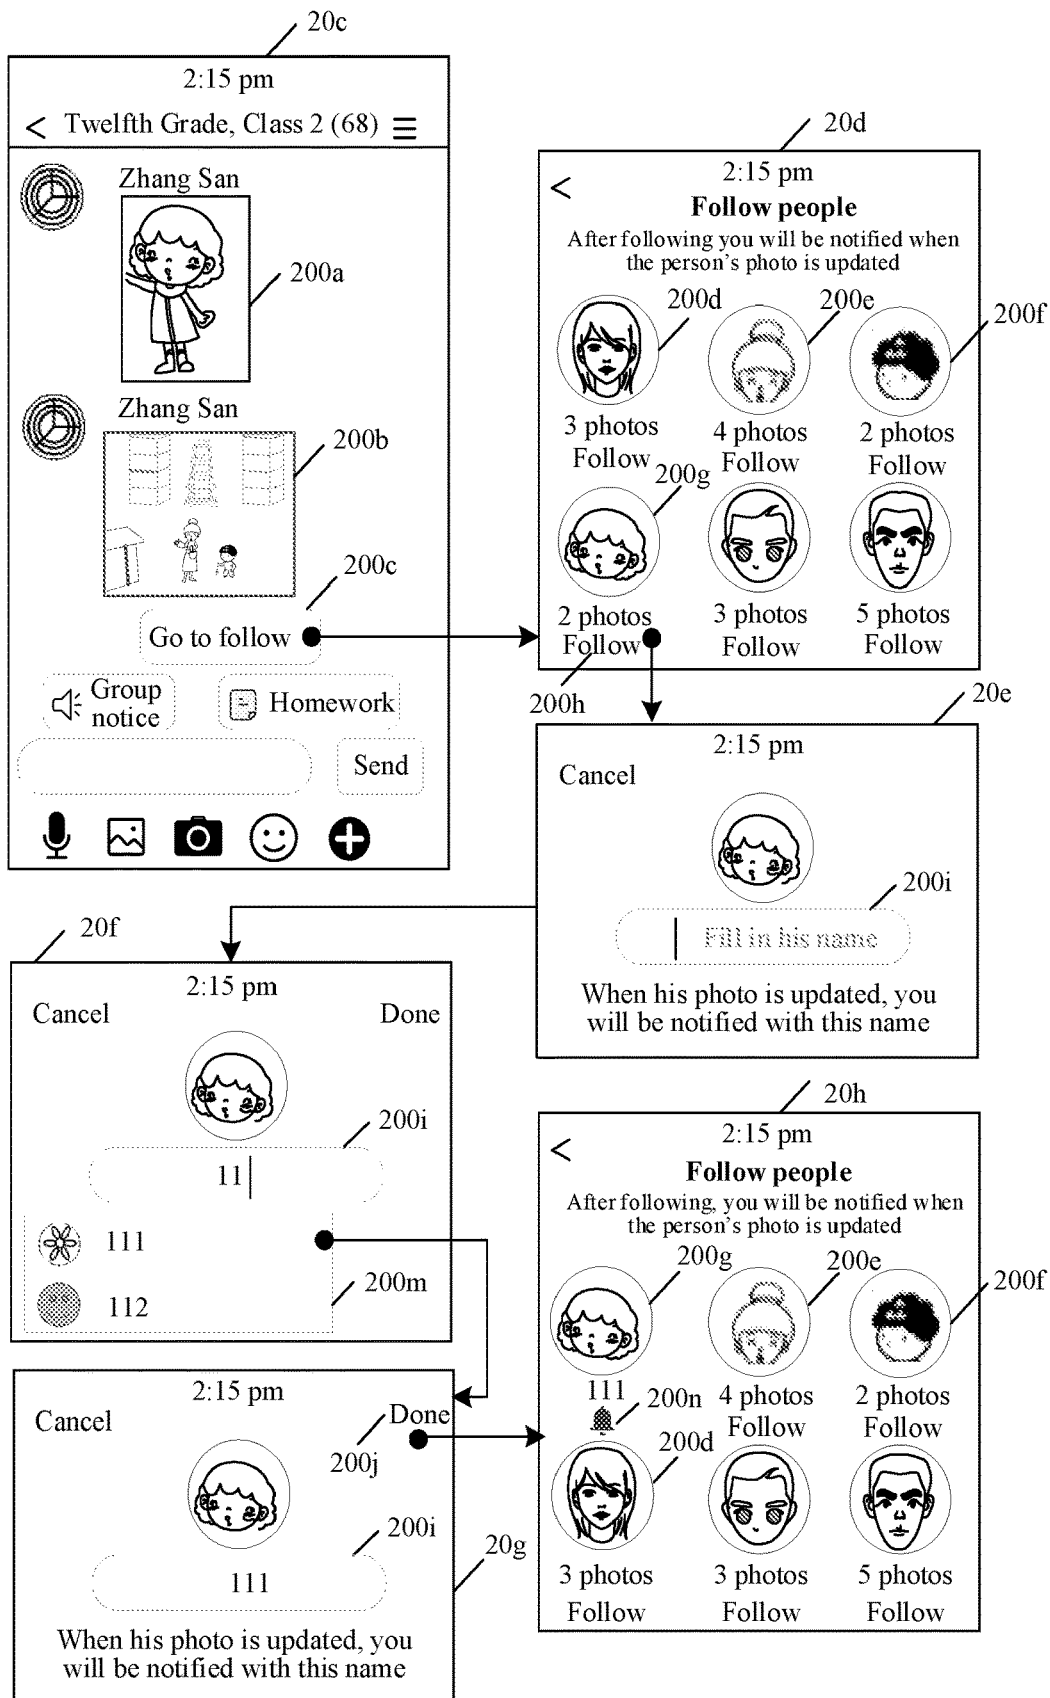 20c
2:15 pm
< Twelfth Grade, Class 2 (68)
Zhang San
200a
Zhang San
200b
200c
Go to follow
Group
notice
Homework
Send
20d
2:15 pm
<
Follow people
After following you will be notified when
the person's photo is updated
200d
200e
200f
3 photos
Follow
4 photos
Follow
2 photos
Follow
200g
2 photos
Follow
3 photos
Follow
5 photos
Follow
200h
20e
2:15 pm
Cancel
200i
Fill in his name
When his photo is updated, you
will be notified with this name
20f
2:15 pm
Cancel
Done
200i
11
111
112
200m
2:15 pm
Cancel
Done
200j
200i
111
20g
When his photo is updated, you
will be notified with this name
20h
2:15 pm
<
Follow people
After following, you will be notified when
the person's photo is updated
200g
200e
200f
111
200n
4 photos
Follow
2 photos
Follow
200d
3 photos
Follow
3 photos
Follow
5 photos
Follow